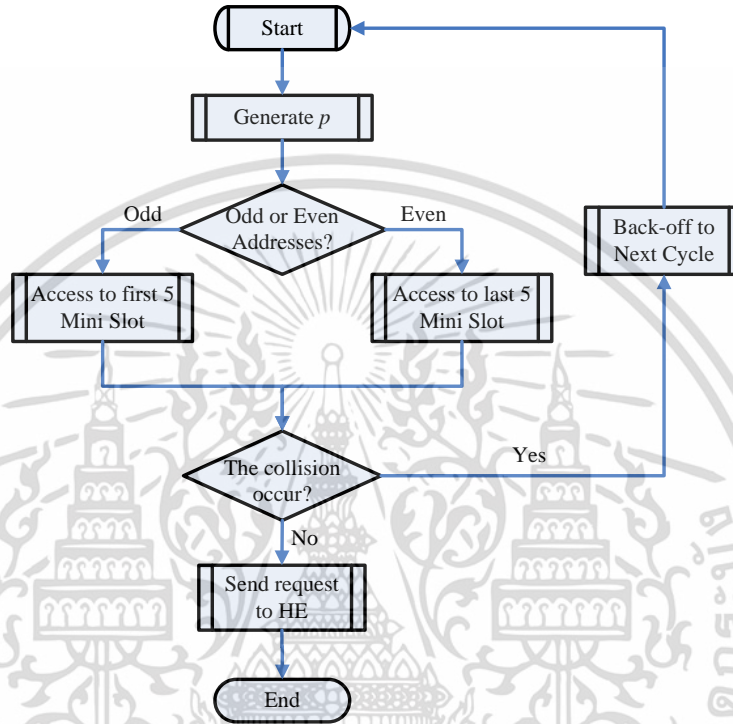 Start
Generate p
Odd
Odd or Even
Addresses?
Even
Back-off to
Next Cycle
Access to first 5
Mini Slot
Access to last 5
Mini Slot
The collision
occur?
Yes
No
Send request
to HE
End